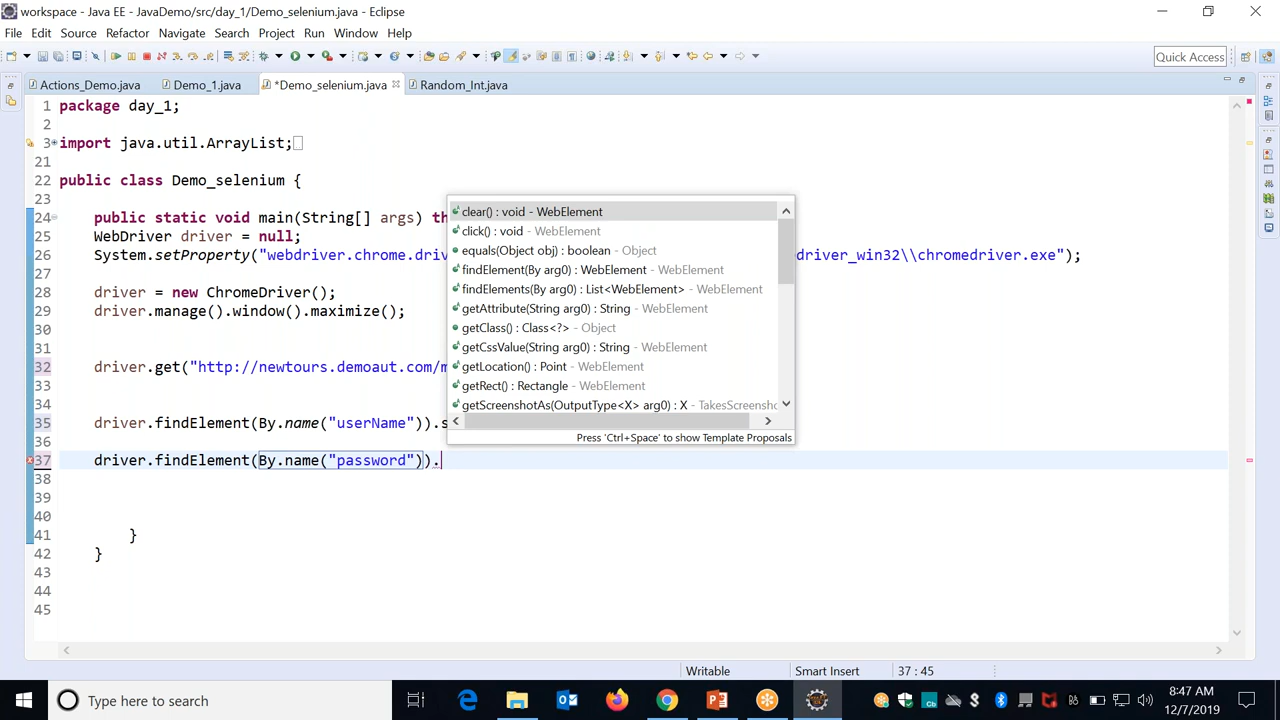 workspace - Java EE - JavaDemo/src/day_1/Demo_selenium.java - Eclipse
File Edit Source Refactor Navigate Search Project Run Window Help
Quick Access
Actions_Demo.java Demo_1.java *Demo_selenium.java Random_Int.java
1 package day_1;
2
3 import java.util.ArrayList;
21
22 public class Demo_selenium {
23
24 public static void main(String[] args) th
25 WebDriver driver = null;
26 System.setProperty("webdriver.chrome.driv driver_win32\\chromedriver.exe");
27
28 driver = new ChromeDriver();
29 driver.manage().window().maximize();
30
32 driver.get("http://newtours.demoaut.com/m
33
34
35 driver.findElement(By.name("userName")).s
36
37 driver.findElement(By.name("password")).
38
39
40
41 }
42 }
43
44
45
clear() : void - WebElement
click() : void - WebElement
equals(Object obj) : boolean - Object
findElement(By arg0) : WebElement - WebElement
findElements(By arg0) : List<WebElement> - WebElement
getAttribute(String arg0) : String - WebElement
getClass() : Class<?> - Object
getCssValue(String arg0) : String - WebElement
getLocation() : Point - WebElement
getRect() : Rectangle - WebElement
getScreenshotAs(OutputType<X> arg0) : X - TakesScreensho
Press 'Ctrl+Space' to show Template Proposals
Writable Smart Insert 37 : 45
Type here to search
8:47 AM
12/7/2019